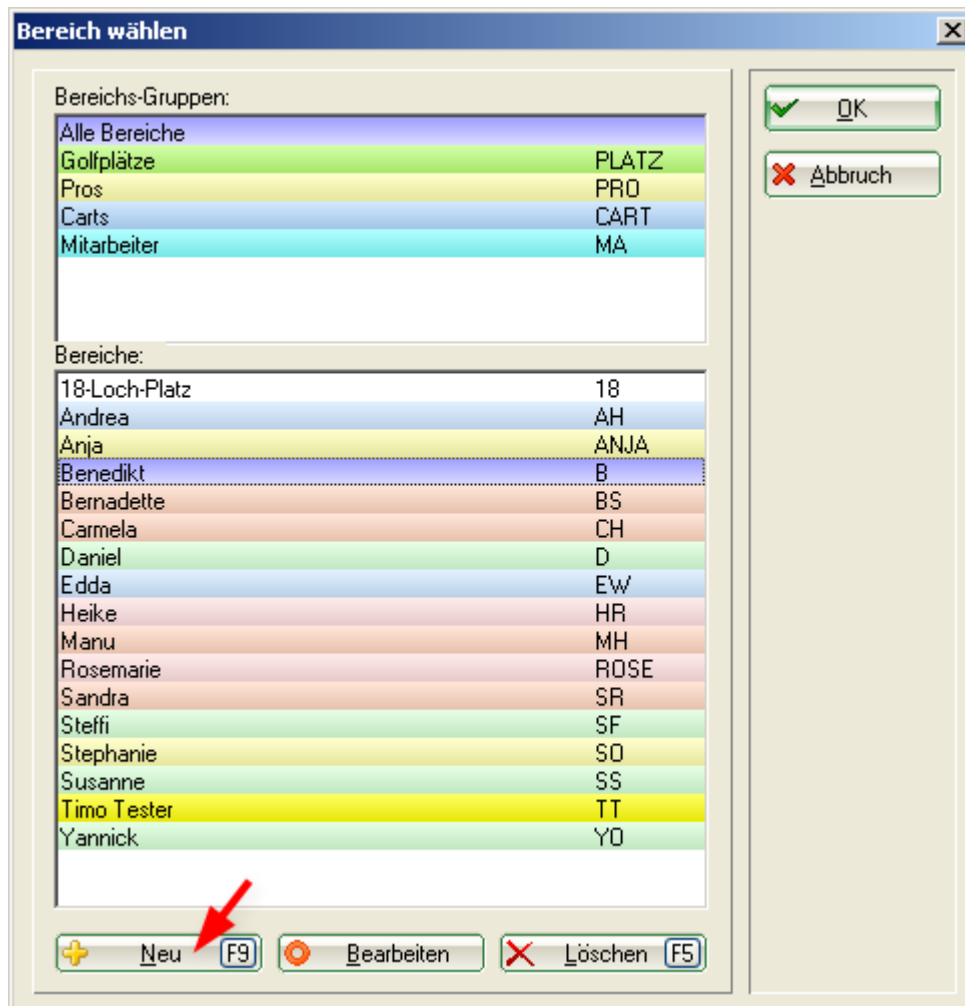 Bereich wählen
Bereichs-Gruppen:
Alle Bereiche
Golfplätze PLATZ
Pros PRO
Carts CART
Mitarbeiter MA
OK
Abbruch
Bereiche:
18-Loch-Platz 18
Andrea AH
Anja ANJA
Benedikt B
Bernadette BS
Carmela CH
Daniel D
Edda EW
Heike HR
Manu MH
Rosemarie ROSE
Sandra SR
Steffi SF
Stephanie SO
Susanne SS
Timo Tester TT
Yannick YO
Neu F9 Bearbeiten Löschen F5